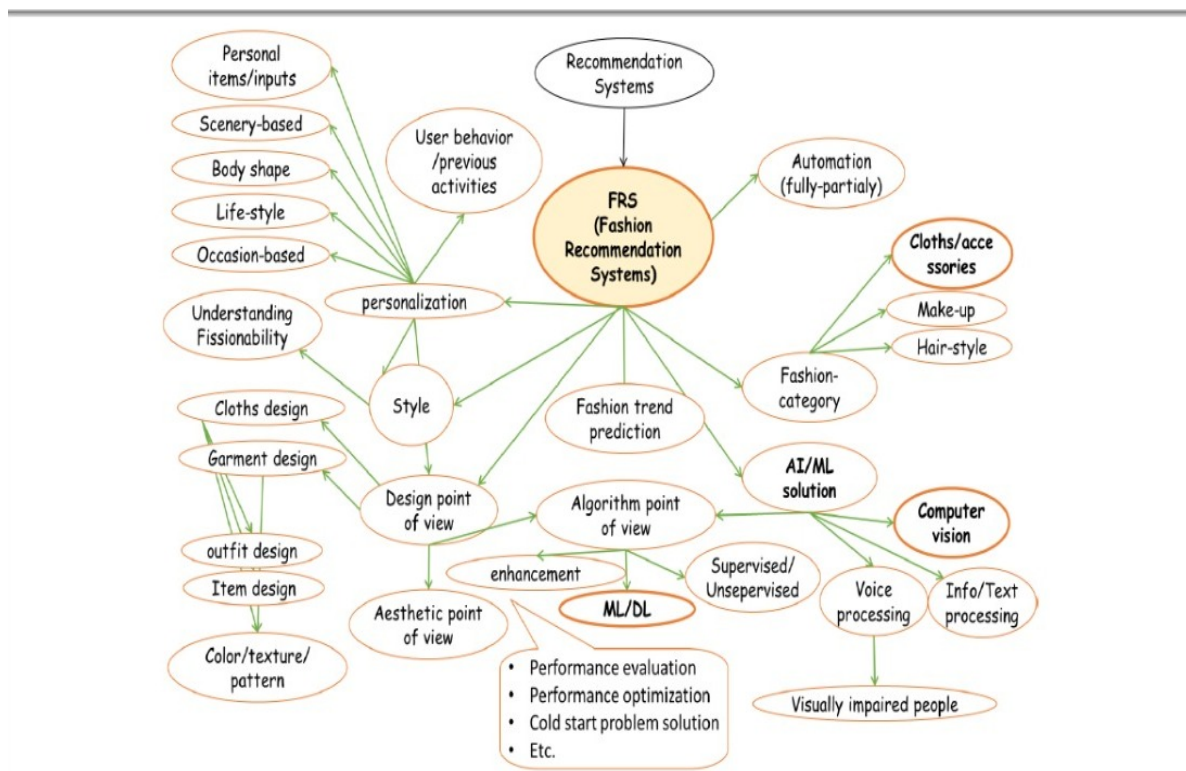 Personal
items/inputs
Recommendation
Systems
Scenery-based
User behavior
/previous
activities
Automation
(fully-partialy)
Body shape
FRS
(Fashion
Recommendation
Systems)
Life-style
Occasion-based
Cloths/acce
ssories
personalization
Make-up
Understanding
Fissionability
Hair-style
Style
Fashion trend
prediction
Fashion-
category
Cloths design
Garment design
AI/ML
solution
Design point
of view
Algorithm point
of view
Computer
vision
outfit design
enhancement
Supervised/
Unsepervised
Item design
ML/DL
Voice
processing
Info/Text
processing
Aesthetic point
of view
Color/texture/
pattern
• Performance evaluation
• Performance optimization
• Cold start problem solution
• Etc.
Visually impaired people